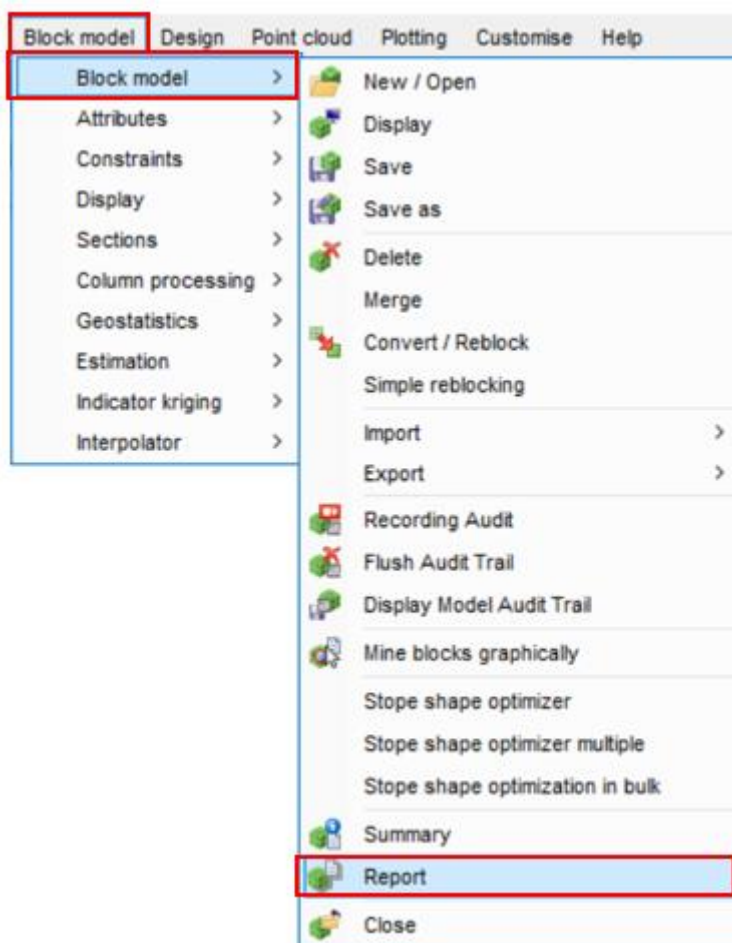 Block model Design Point cloud Plotting Customise Help
Block model >
Attributes >
Constraints >
Display >
Sections >
Column processing >
Geostatistics >
Estimation >
Indicator kriging >
Interpolator >
New / Open
Display
Save
Save as
Delete
Merge
Convert / Reblock
Simple reblocking
Import >
Export >
Recording Audit
Flush Audit Trail
Display Model Audit Trail
Mine blocks graphically
Stope shape optimizer
Stope shape optimizer multiple
Stope shape optimization in bulk
Summary
Report
Close